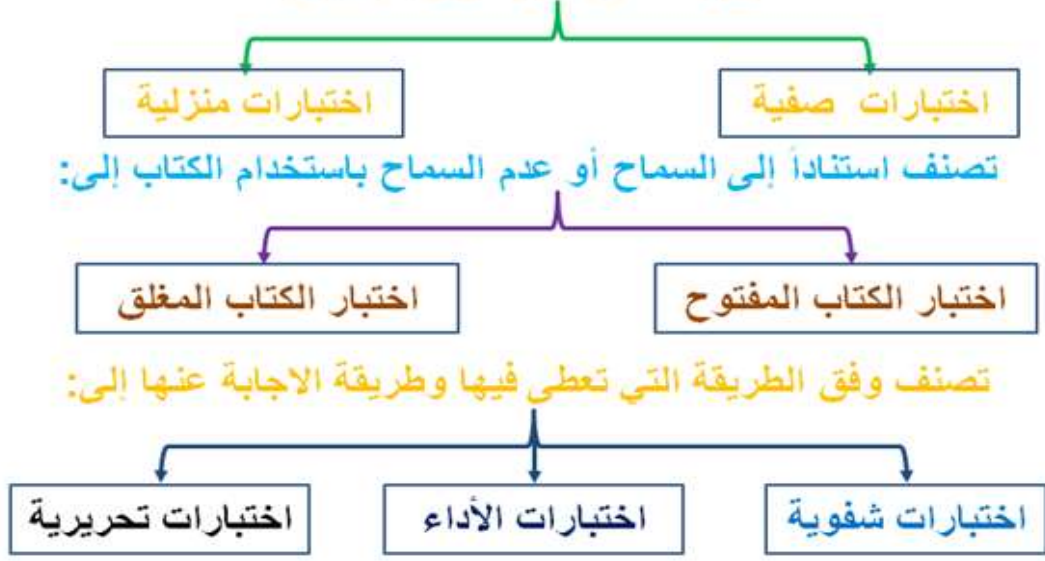 اختبارات صفية
اختبارات منزلية
تصنف استناداً إلى السماح أو عدم السماح باستخدام الكتاب إلى:
اختبار الكتاب المفتوح
اختبار الكتاب المغلق
تصنف وفق الطريقة التي تعطى فيها وطريقة الاجابة عنها إلى:
اختبارات شفوية
اختبارات الأداء
اختبارات تحريرية